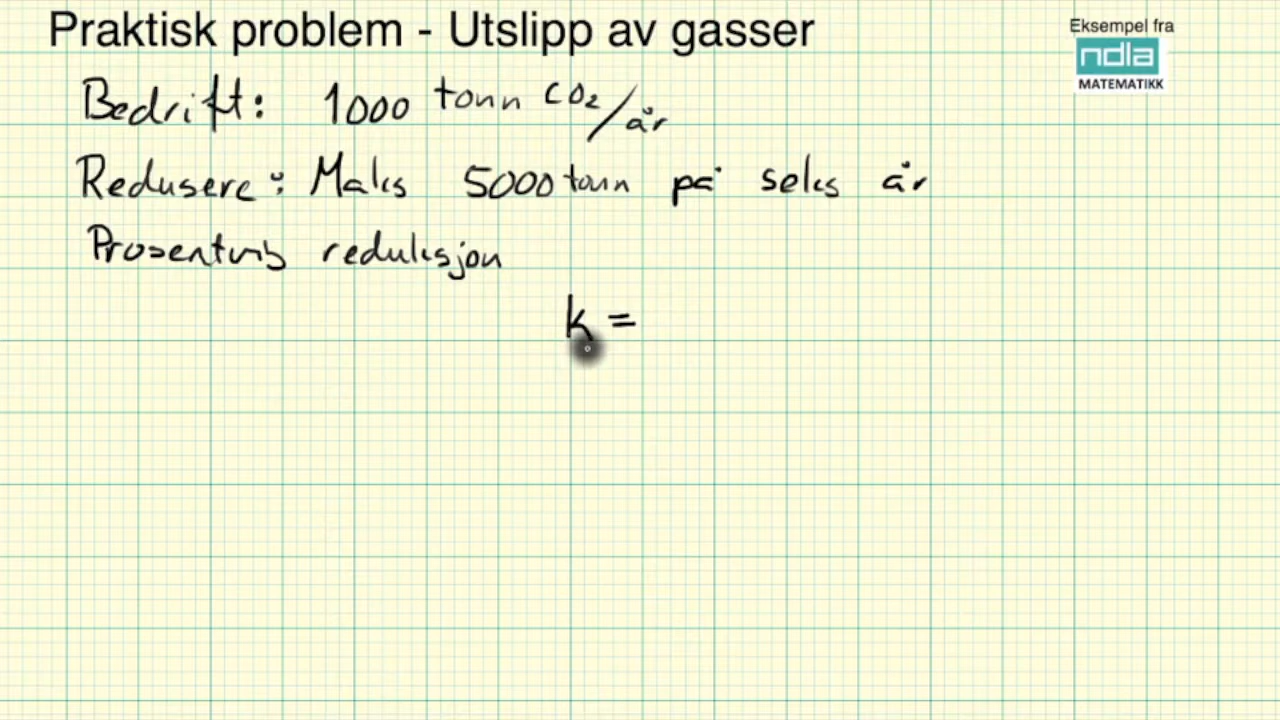 Praktisk problem - Utslipp av gasser
Eksempel fra
ndla
MATEMATIKK
Bedrift: 1000 tonn CO₂/år
Redusere: Maks 5000 tonn på seks år
Prosentvis reduksjon
k =